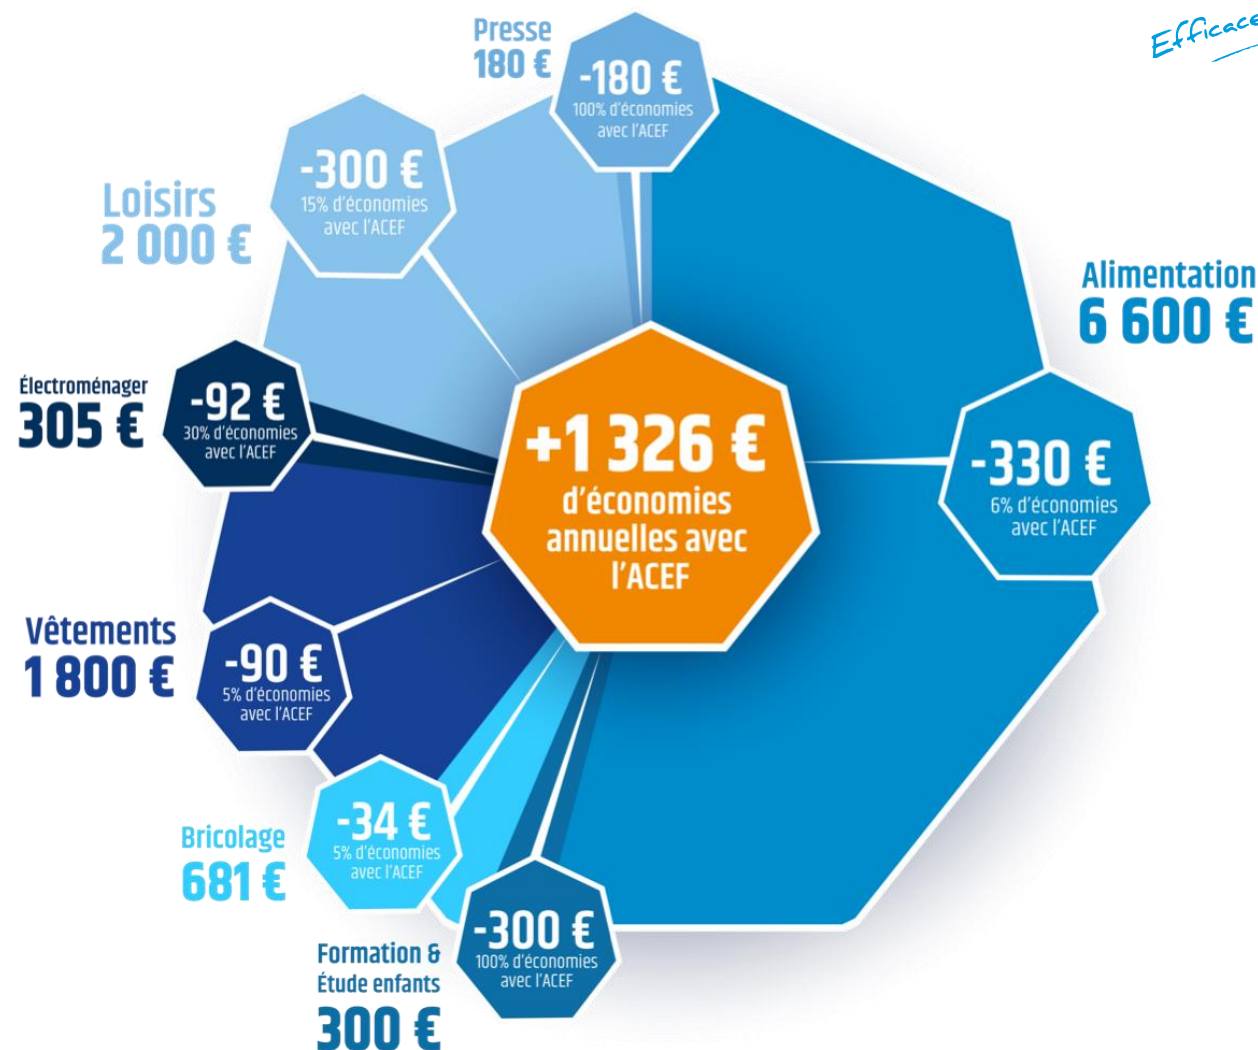 Efficace
Presse
180 €
-180 €
100% d'économies
avec l'ACEF
Loisirs
2 000 €
-300 €
15% d'économies
avec l'ACEF
Alimentation
6 600 €
-330 €
6% d'économies
avec l'ACEF
Électroménager
305 €
-92 €
30% d'économies
avec l'ACEF
+1 326 €
d'économies
annuelles avec
l'ACEF
Vêtements
1 800 €
-90 €
5% d'économies
avec l'ACEF
Bricolage
681 €
-34 €
5% d'économies
avec l'ACEF
Formation &
Étude enfants
300 €
-300 €
100% d'économies
avec l'ACEF